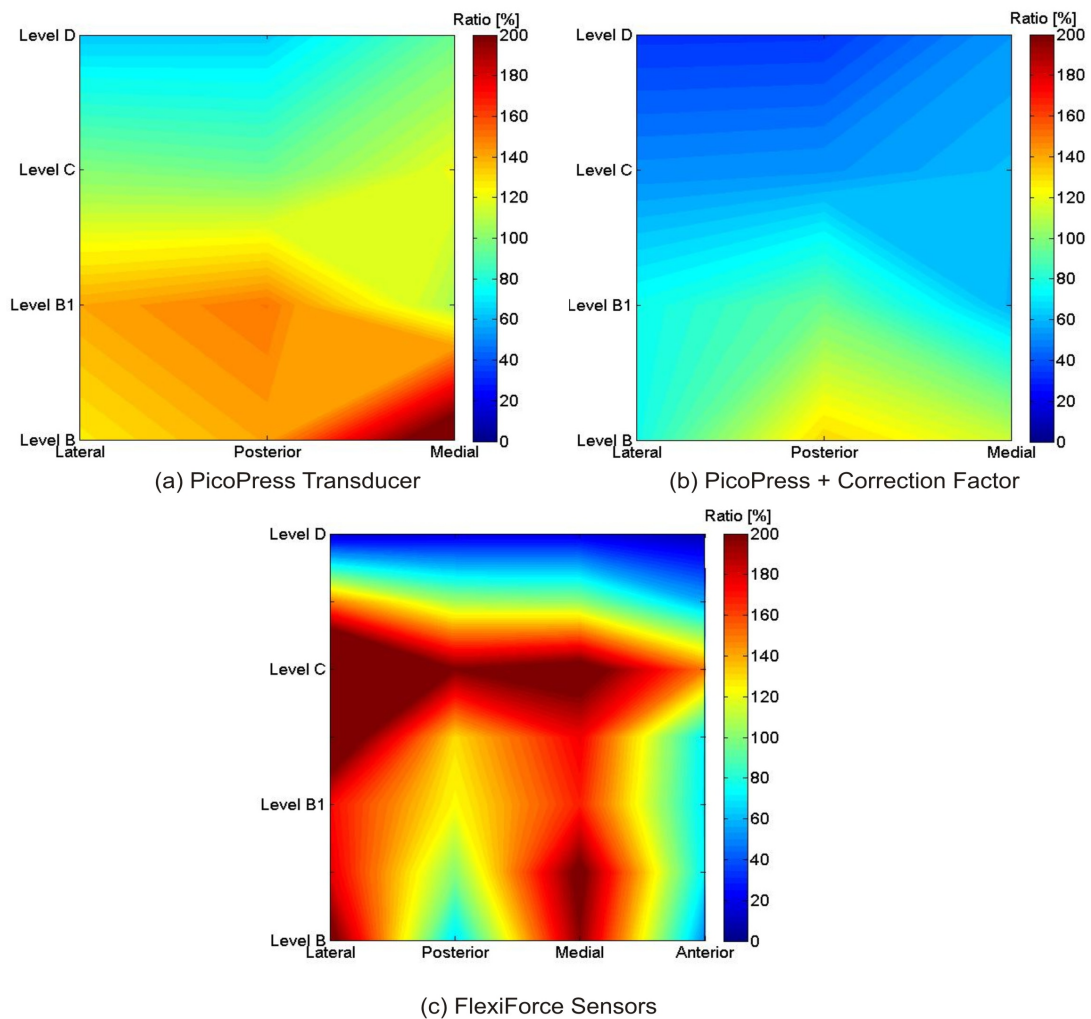 Ratio [%]
Level D
Level C
Level B1
Level B
Lateral Posterior Medial
200
180
160
140
120
100
80
60
40
20
0
(a) PicoPress Transducer
Ratio [%]
Level D
Level C
Level B1
Level B
Lateral Posterior Medial
200
180
160
140
120
100
80
60
40
20
0
(b) PicoPress + Correction Factor
Ratio [%]
Level D
Level C
Level B1
Level B
Lateral Posterior Medial Anterior
200
180
160
140
120
100
80
60
40
20
0
(c) FlexiForce Sensors